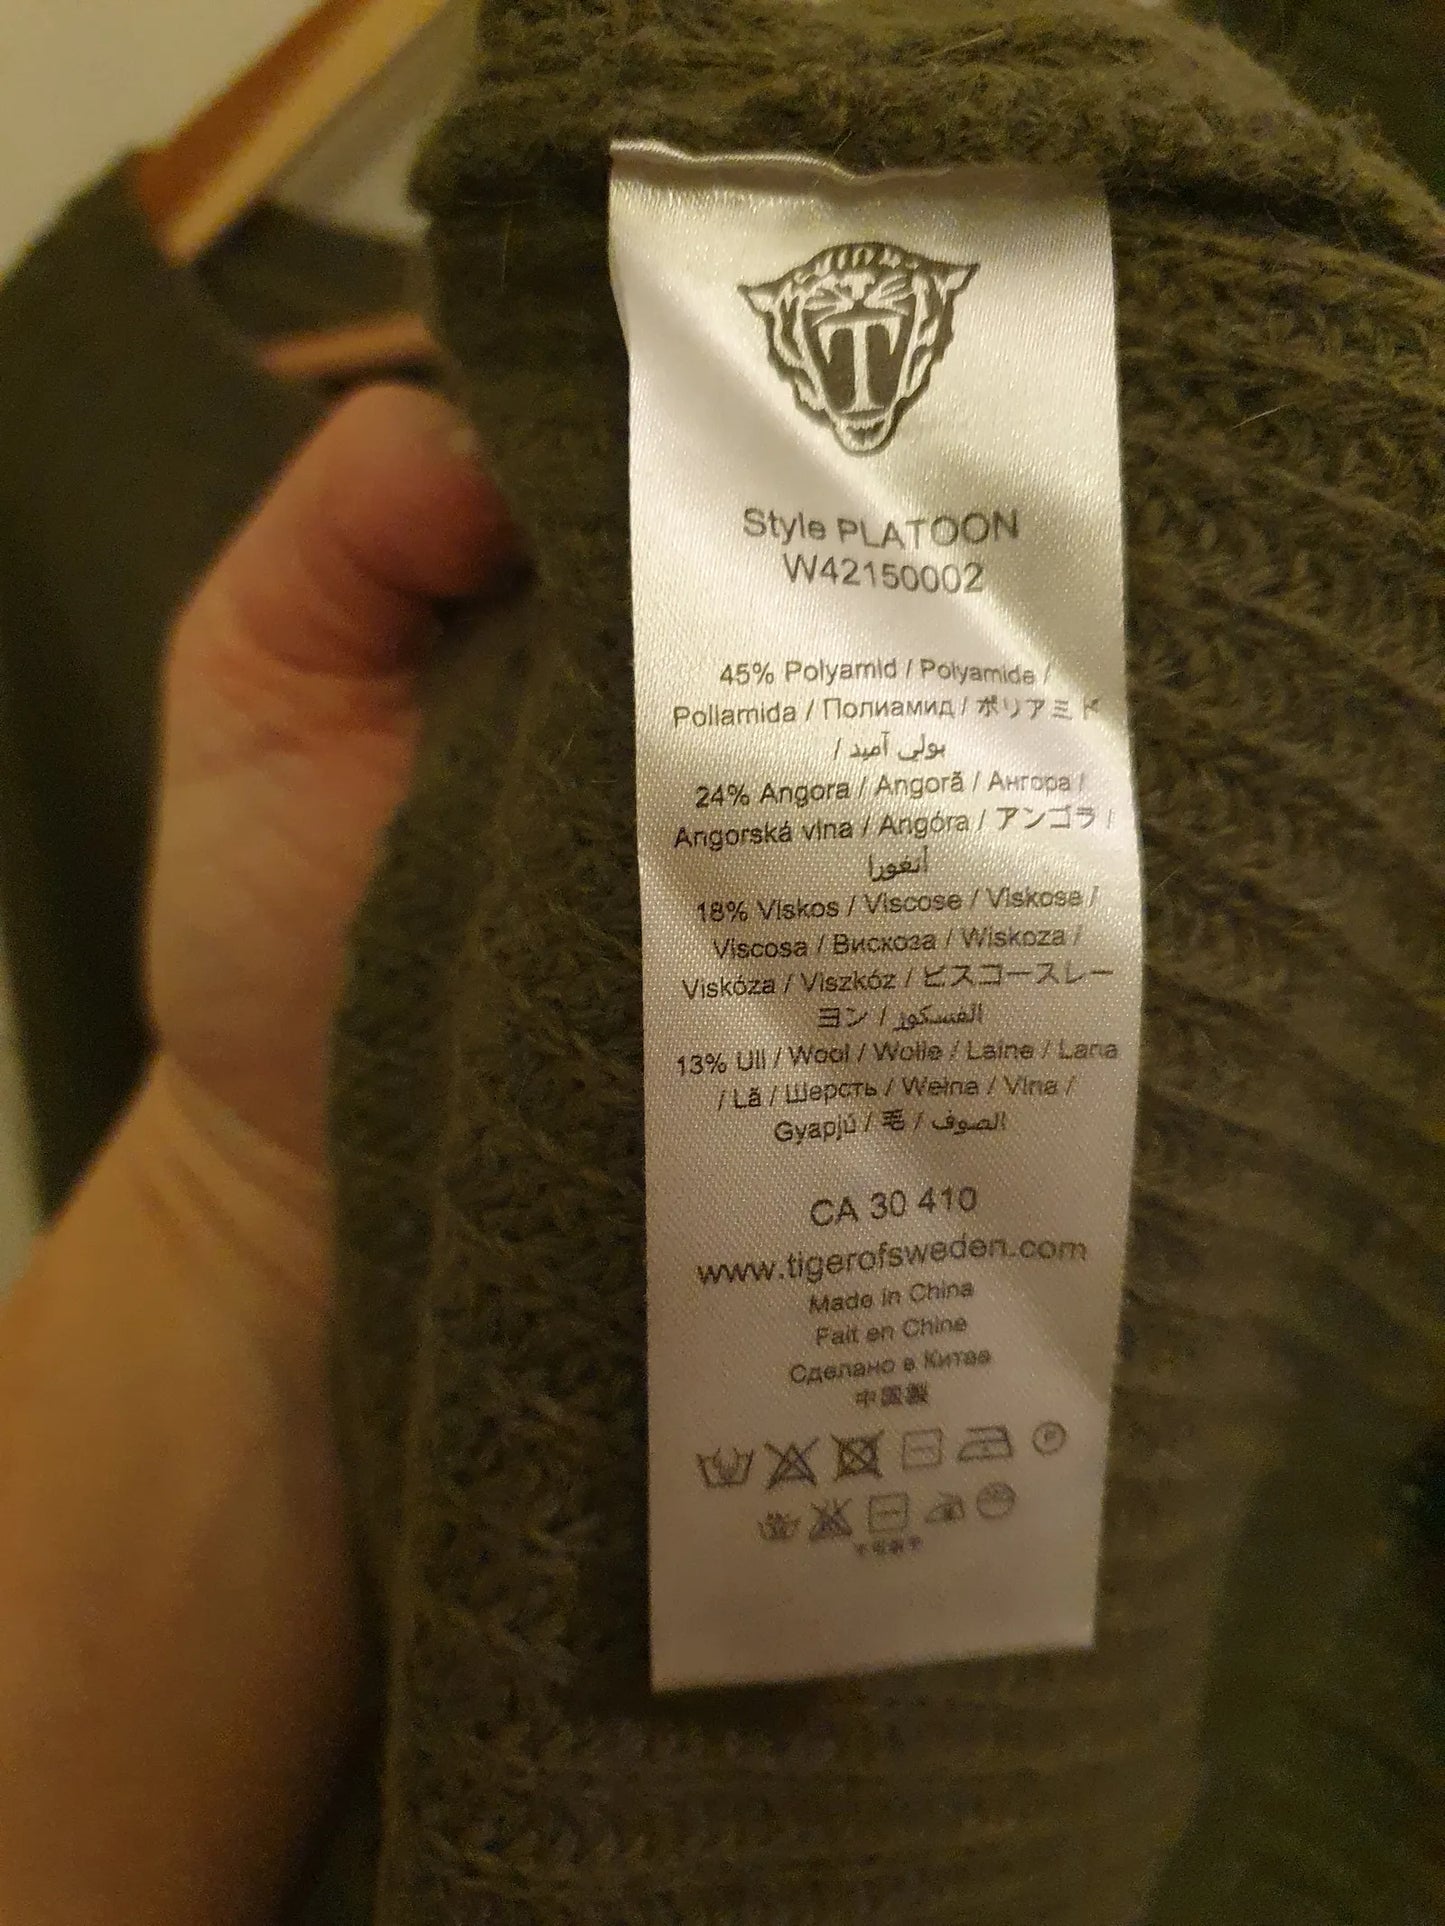 T
Style PLATOON
W42150002
45% Polyamid / Polyamide /
Poliamida / Полиамид / ポリアミド
/ بولي آميد
24% Angora / Angoră / Ангора /
Angorská vlna / Angóra / アンゴラ /
أنغورا
18% Viskos / Viscose / Viskose /
Viscosa / Вискоза / Wiskoza /
Viskóza / Viszkóz / ビスコースレー
ヨン / الفسكوز
13% Ull / Wool / Wolle / Laine / Lana
/ Lã / Шерсть / Wełna / Vlna /
Gyapjú / 毛 / الصوف
CA 30 410
www.tigerofsweden.com
Made in China
Fait en Chine
Сделано в Китае
中国製
P